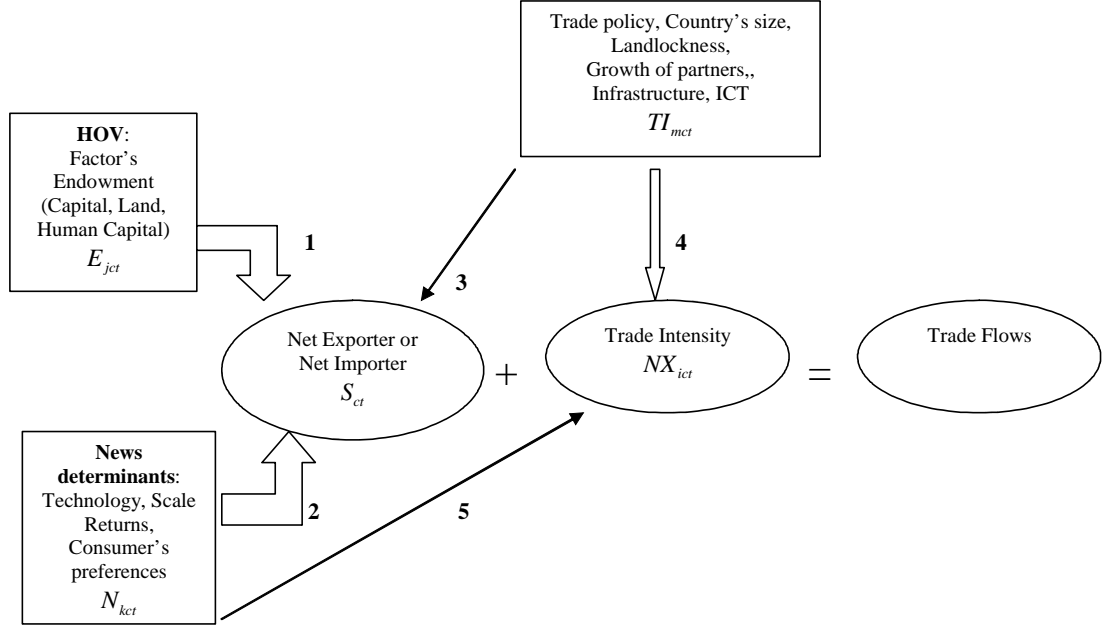 Trade policy, Country's size,
Landlockness,
Growth of partners,,
Infrastructure, ICT
TI_mct
HOV:
Factor's
Endowment
(Capital, Land,
Human Capital)
E_jct
1
3
4
Net Exporter or
Net Importer
S_ct
+
Trade Intensity
NX_ict
=
Trade Flows
News
determinants:
Technology, Scale
Returns,
Consumer's
preferences
N_kct
2
5